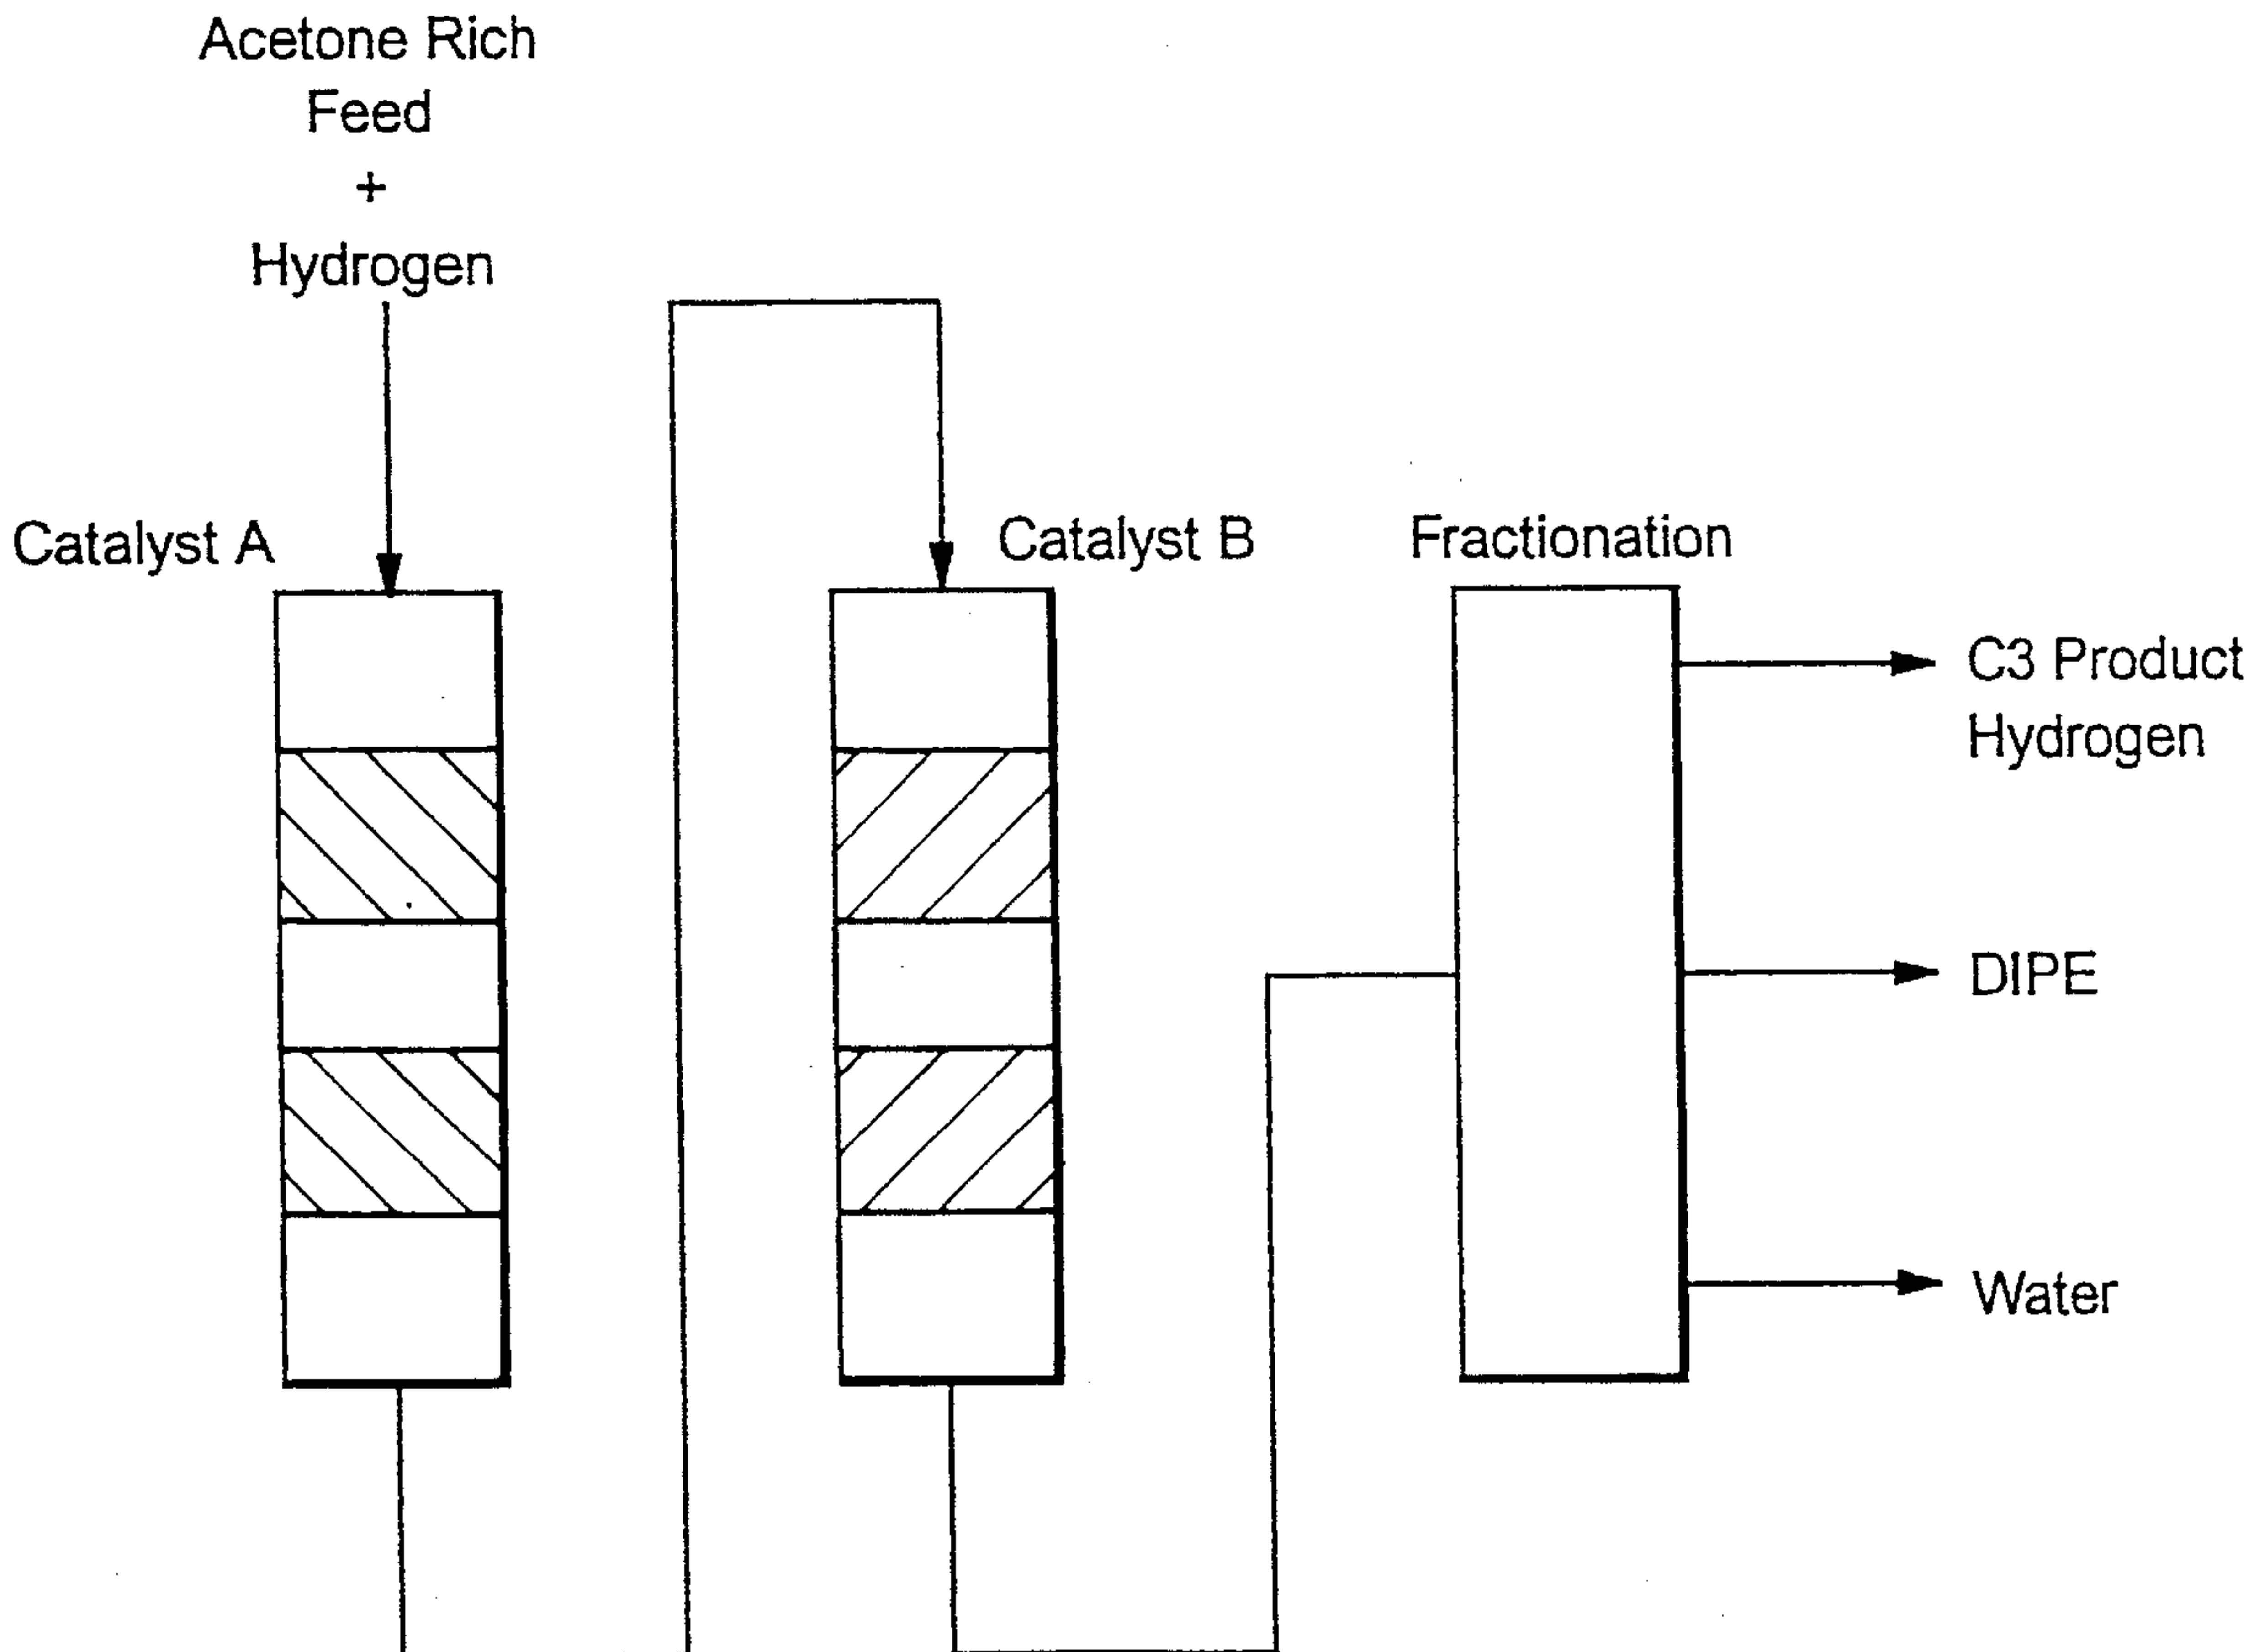 Acetone Rich
Feed
+
Hydrogen
Catalyst A
Catalyst B
Fractionation
C3 Product
Hydrogen
DIPE
Water